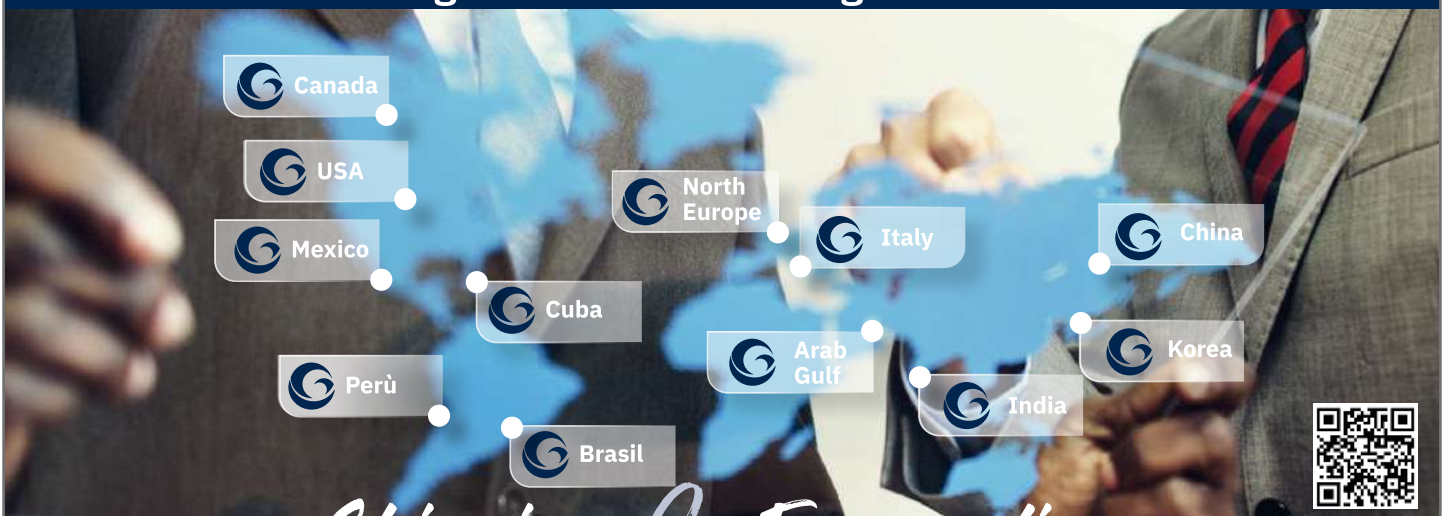 Canada
USA
Mexico
North
Europe
Italy
China
Cuba
Arab
Gulf
Korea
Perù
India
Brasil